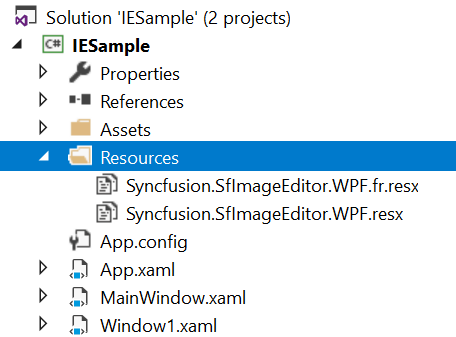 Solution 'IESample' (2 projects)
C# IESample
Properties
References
Assets
Resources
Syncfusion.SfImageEditor.WPF.fr.resx
Syncfusion.SfImageEditor.WPF.resx
App.config
App.xaml
MainWindow.xaml
Window1.xaml